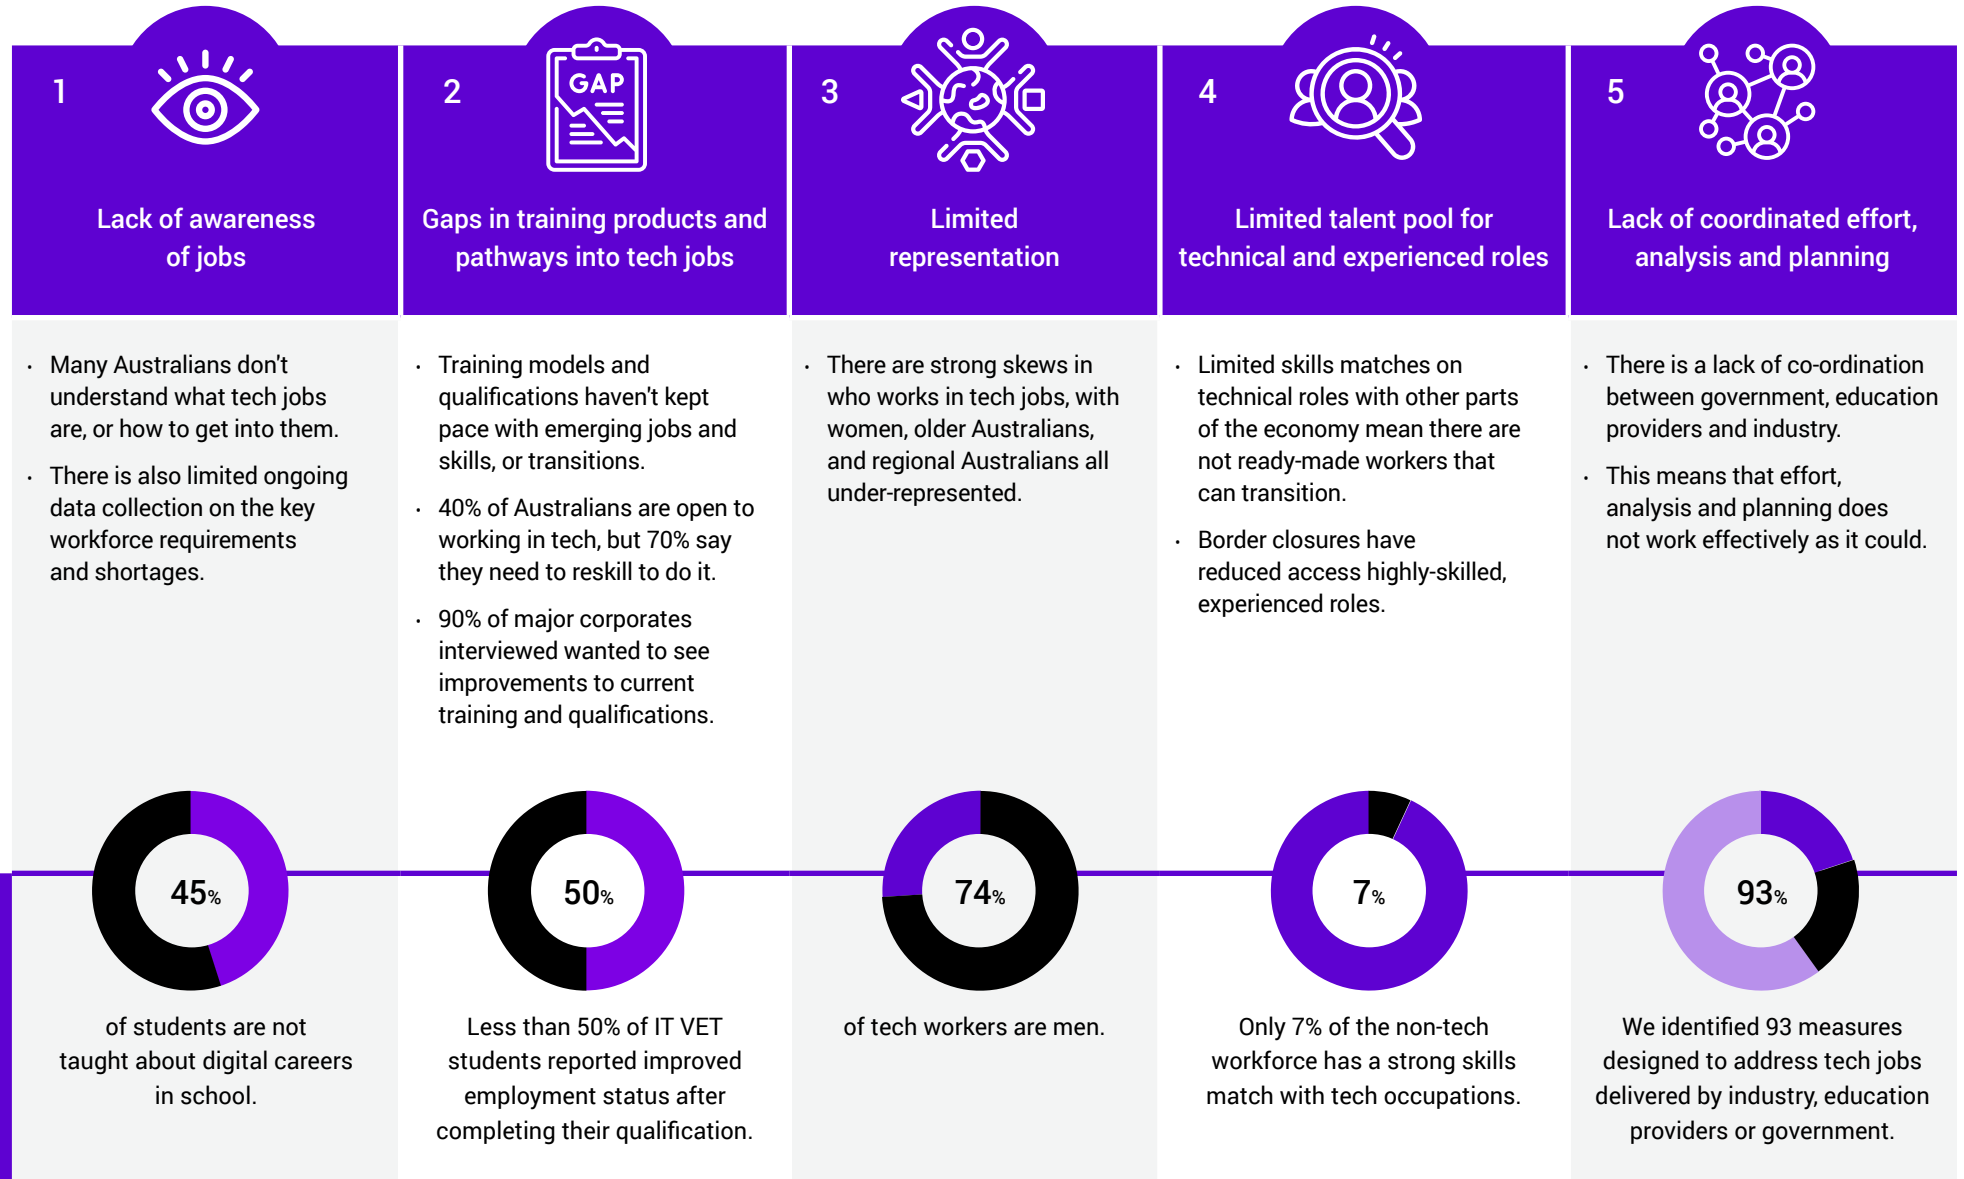 1
Lack of awareness
of jobs
· Many Australians don't
understand what tech jobs
are, or how to get into them.
· There is also limited ongoing
data collection on the key
workforce requirements
and shortages.
45%
of students are not
taught about digital careers
in school.
2
GAP
Gaps in training products and
pathways into tech jobs
· Training models and
qualifications haven't kept
pace with emerging jobs and
skills, or transitions.
· 40% of Australians are open to
working in tech, but 70% say
they need to reskill to do it.
· 90% of major corporates
interviewed wanted to see
improvements to current
training and qualifications.
50%
Less than 50% of IT VET
students reported improved
employment status after
completing their qualification.
3
Limited
representation
· There are strong skews in
who works in tech jobs, with
women, older Australians,
and regional Australians all
under-represented.
74%
of tech workers are men.
4
Limited talent pool for
technical and experienced roles
· Limited skills matches on
technical roles with other parts
of the economy mean there are
not ready-made workers that
can transition.
· Border closures have
reduced access highly-skilled,
experienced roles.
7%
Only 7% of the non-tech
workforce has a strong skills
match with tech occupations.
5
Lack of coordinated effort,
analysis and planning
· There is a lack of co-ordination
between government, education
providers and industry.
· This means that effort,
analysis and planning does
not work effectively as it could.
93%
We identified 93 measures
designed to address tech jobs
delivered by industry, education
providers or government.